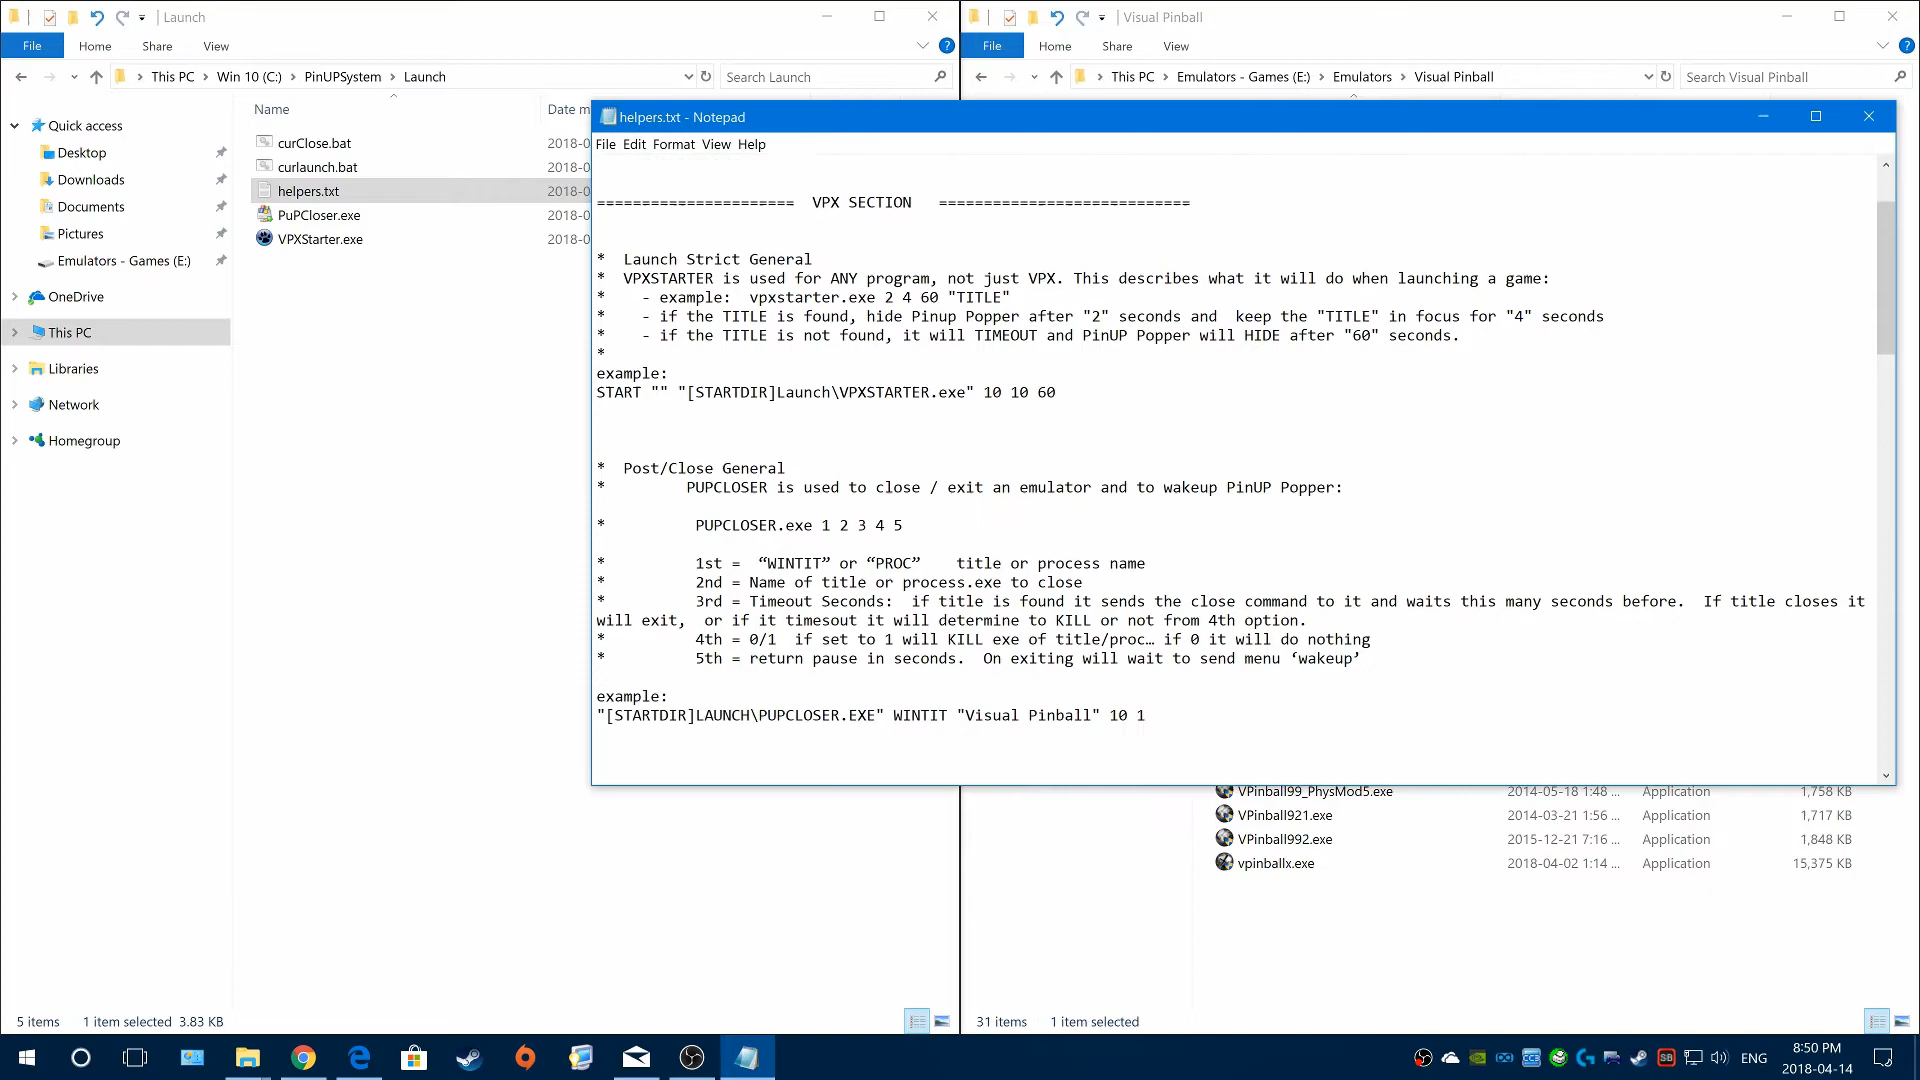 Launch
File
Home
Share
View
This PC
Win 10 (C:)
PinUPSystem
Launch
Search Launch
Quick access
Desktop
Downloads
Documents
Pictures
Emulators - Games (E:)
OneDrive
This PC
Libraries
Network
Homegroup
Name
Date m
curClose.bat
2018-0
curlaunch.bat
2018-0
helpers.txt
2018-0
PuPCloser.exe
2018-0
VPXStarter.exe
2018-0
5 items
1 item selected
3.83 KB
Visual Pinball
File
Home
Share
View
This PC
Emulators - Games (E:)
Emulators
Visual Pinball
Search Visual Pinball
helpers.txt - Notepad
File Edit Format View Help
====================== VPX SECTION ============================
* Launch Strict General
* VPXSTARTER is used for ANY program, not just VPX. This describes what it will do when launching a game:
* - example: vpxstarter.exe 2 4 60 "TITLE"
* - if the TITLE is found, hide Pinup Popper after "2" seconds and keep the "TITLE" in focus for "4" seconds
* - if the TITLE is not found, it will TIMEOUT and PinUP Popper will HIDE after "60" seconds.
*
example:
START "" "[STARTDIR]Launch\VPXSTARTER.exe" 10 10 60
* Post/Close General
* PUPCLOSER is used to close / exit an emulator and to wakeup PinUP Popper:
* PUPCLOSER.exe 1 2 3 4 5
* 1st = “WINTIT” or “PROC” title or process name
* 2nd = Name of title or process.exe to close
* 3rd = Timeout Seconds: if title is found it sends the close command to it and waits this many seconds before. If title closes it
will exit, or if it timesout it will determine to KILL or not from 4th option.
* 4th = 0/1 if set to 1 will KILL exe of title/proc… if 0 it will do nothing
* 5th = return pause in seconds. On exiting will wait to send menu ‘wakeup’
example:
"[STARTDIR]LAUNCH\PUPCLOSER.EXE" WINTIT "Visual Pinball" 10 1
VPinball99_PhysMod5.exe 2014-05-18 1:48 ... Application 1,758 KB
VPinball921.exe 2014-03-21 1:56 ... Application 1,717 KB
VPinball992.exe 2015-12-21 7:16 ... Application 1,848 KB
vpinballx.exe 2018-04-02 1:14 ... Application 15,375 KB
31 items
1 item selected
ENG
8:50 PM
2018-04-14